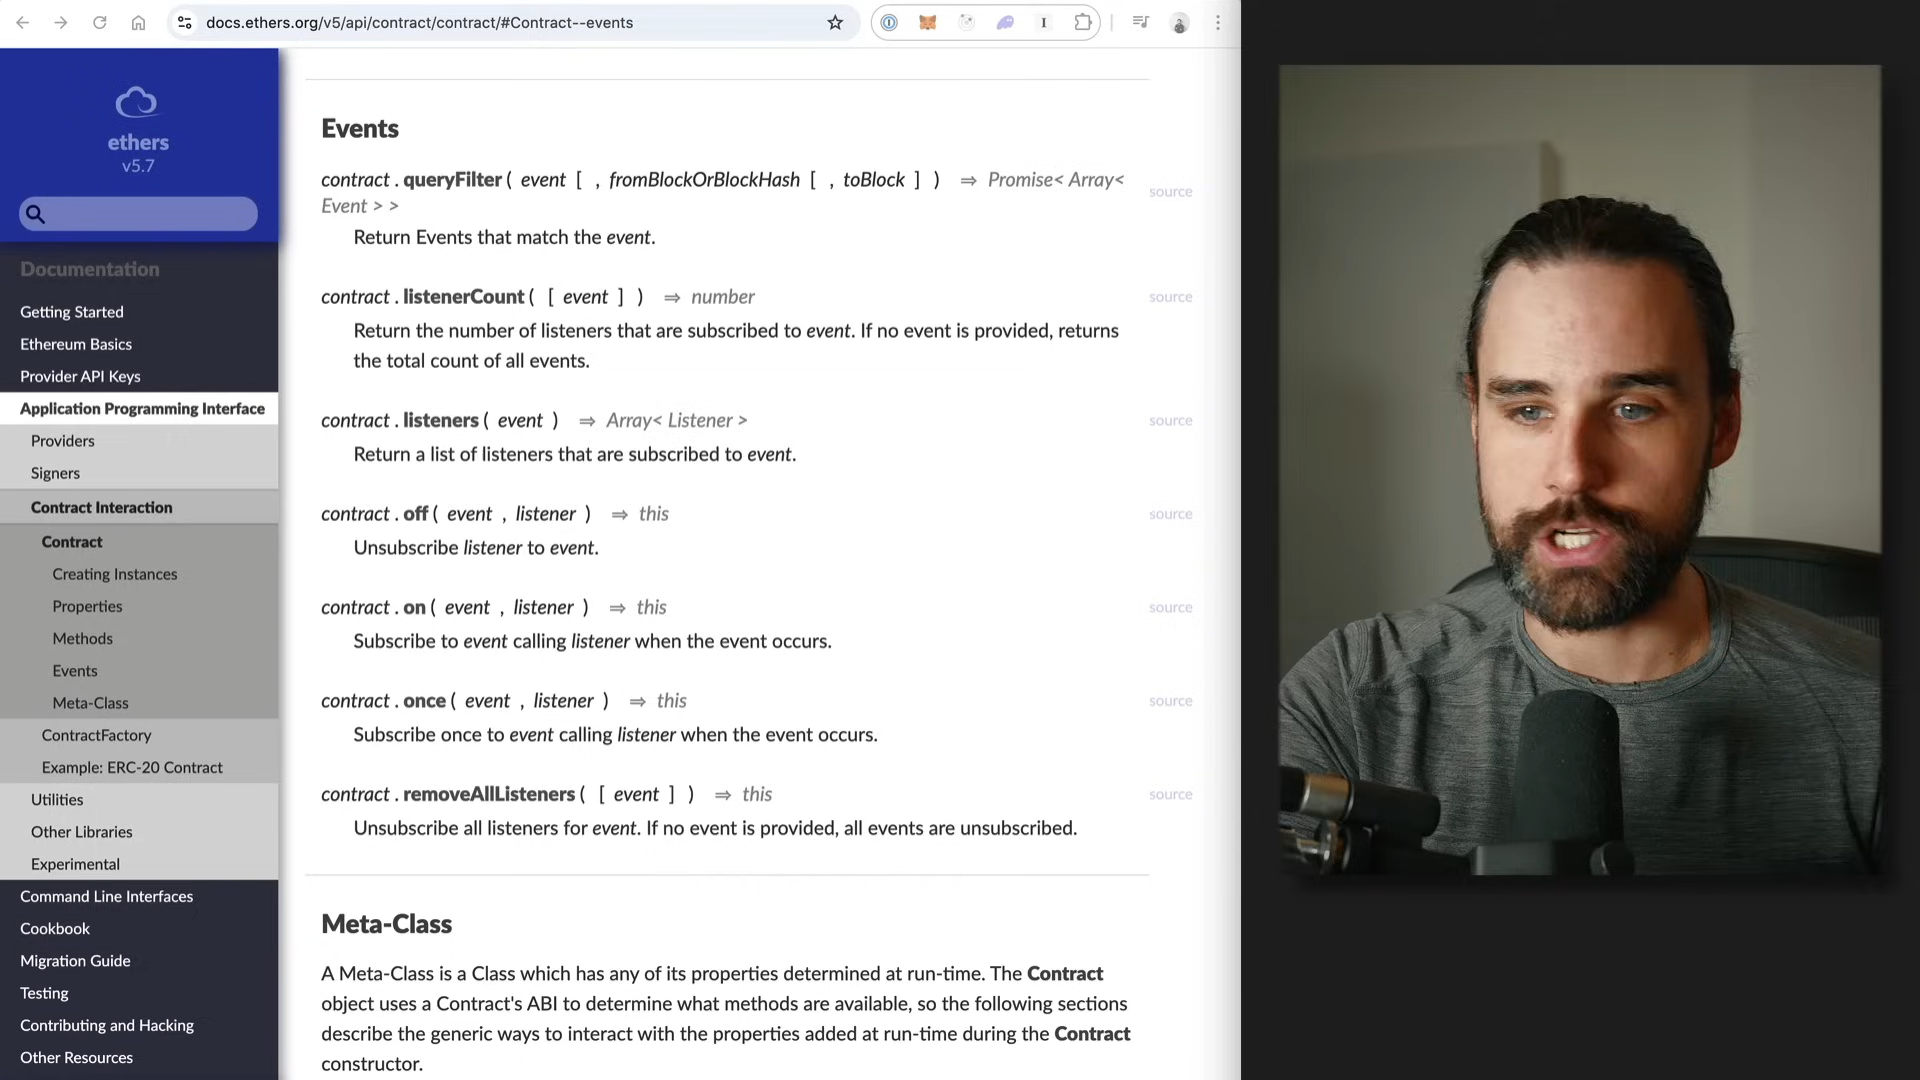 docs.ethers.org/v5/api/contract/contract/#Contract--events
ethers
v5.7
Documentation
Getting Started
Ethereum Basics
Provider API Keys
Application Programming Interface
Providers
Signers
Contract Interaction
Contract
Creating Instances
Properties
Methods
Events
Meta-Class
ContractFactory
Example: ERC-20 Contract
Utilities
Other Libraries
Experimental
Command Line Interfaces
Cookbook
Migration Guide
Testing
Contributing and Hacking
Other Resources
Events
contract . queryFilter ( event [ , fromBlockOrBlockHash [ , toBlock ] ) ⇒ Promise< Array<
Event > >
source
Return Events that match the event.
contract . listenerCount ( [ event ] ) ⇒ number
source
Return the number of listeners that are subscribed to event. If no event is provided, returns
the total count of all events.
contract . listeners ( event ) ⇒ Array< Listener >
source
Return a list of listeners that are subscribed to event.
contract . off ( event , listener ) ⇒ this
source
Unsubscribe listener to event.
contract . on ( event , listener ) ⇒ this
source
Subscribe to event calling listener when the event occurs.
contract . once ( event , listener ) ⇒ this
source
Subscribe once to event calling listener when the event occurs.
contract . removeAllListeners ( [ event ] ) ⇒ this
source
Unsubscribe all listeners for event. If no event is provided, all events are unsubscribed.
Meta-Class
A Meta-Class is a Class which has any of its properties determined at run-time. The Contract
object uses a Contract's ABI to determine what methods are available, so the following sections
describe the generic ways to interact with the properties added at run-time during the Contract
constructor.